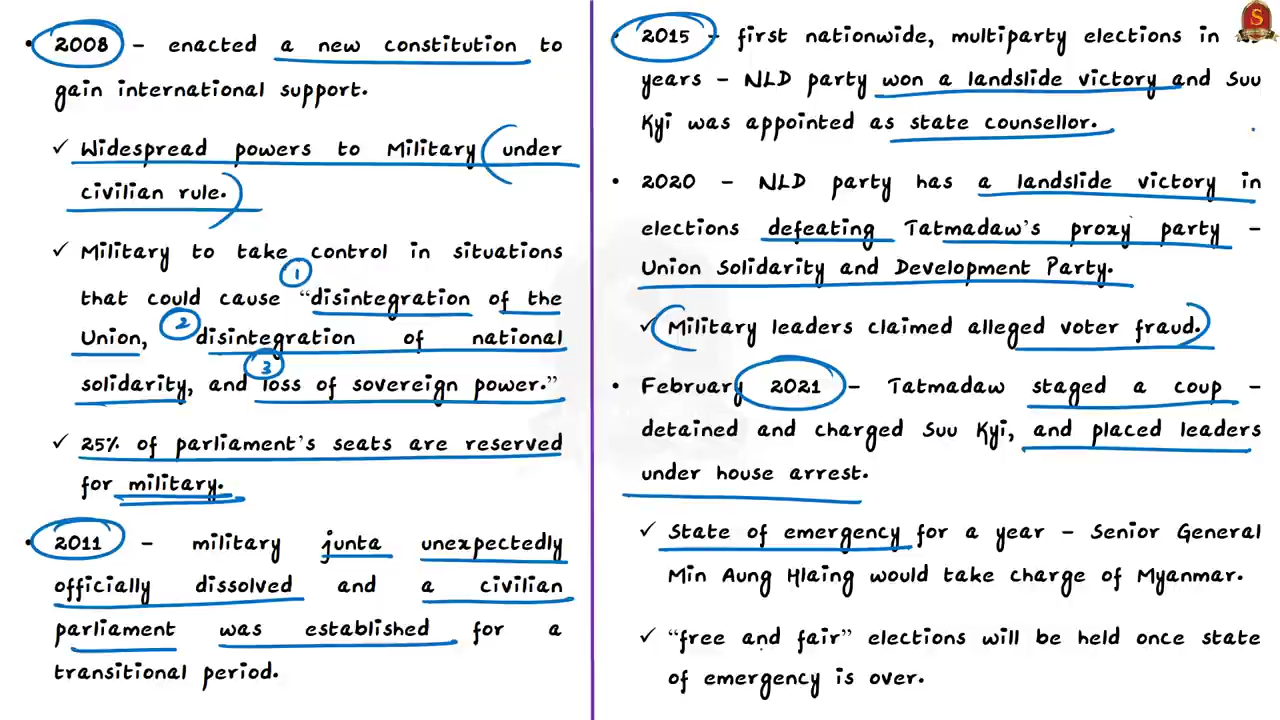 • 2008 – enacted a new constitution to
gain international support.
✓ Widespread powers to Military (under
civilian rule.)
✓ Military to take control in situations
1
that could cause “disintegration of the
Union, 2 disintegration of national
3
solidarity, and loss of sovereign power.”
✓ 25% of parliament's seats are reserved
for military.
• 2011 – military junta unexpectedly
officially dissolved and a civilian
parliament was established for a
transitional period.
• 2015 – first nationwide, multiparty elections in
years – NLD party won a landslide victory and Suu
Kyi was appointed as state counsellor.
• 2020 – NLD party has a landslide victory in
elections defeating Tatmadaw's proxy party –
Union Solidarity and Development Party.
✓ (Military leaders claimed alleged voter fraud.)
• February 2021 – Tatmadaw staged a coup –
detained and charged Suu Kyi, and placed leaders
under house arrest.
✓ State of emergency for a year – Senior General
Min Aung Hlaing would take charge of Myanmar.
✓ “free and fair” elections will be held once state
of emergency is over.
S